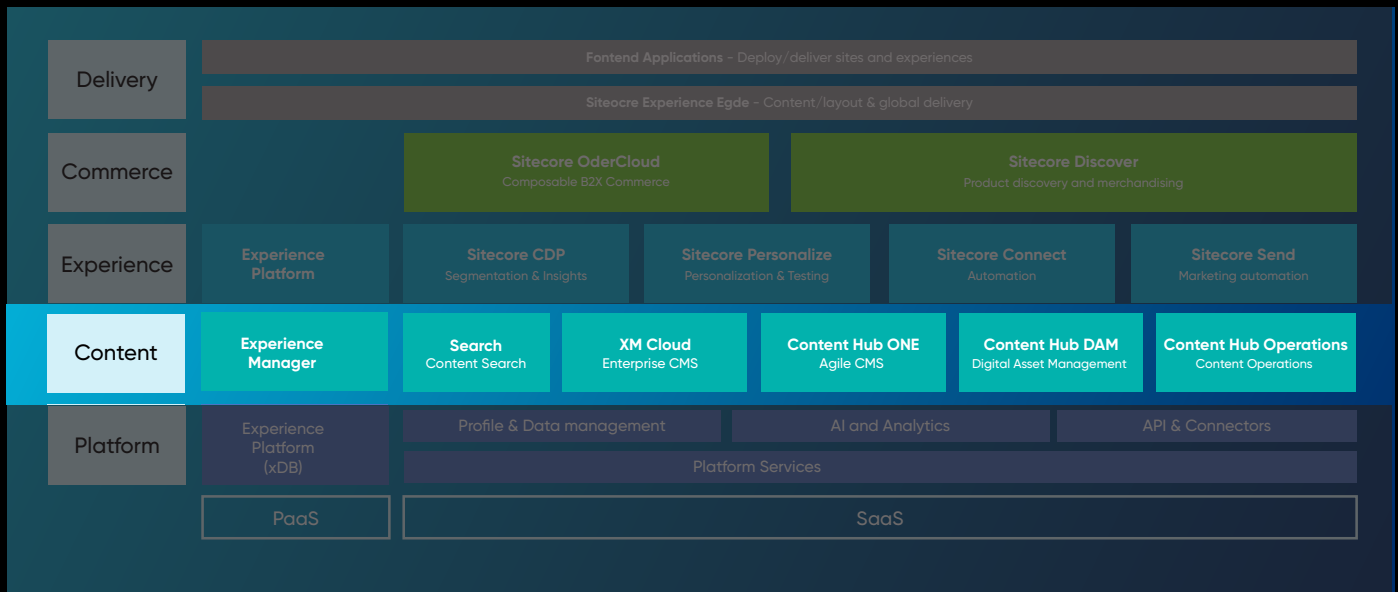 Delivery
Fontend Applications - Deploy/deliver sites and experiences
Siteocre Experience Egde - Content/layout & global delivery
Commerce
Sitecore OderCloud
Composable B2X Commerce
Sitecore Discover
Product discovery and merchandising
Experience
Experience
Platform
Sitecore CDP
Segmentation & Insights
Sitecore Personalize
Personalization & Testing
Sitecore Connect
Automation
Sitecore Send
Marketing automation
Content
Experience
Manager
Search
Content Search
XM Cloud
Enterprise CMS
Content Hub ONE
Agile CMS
Content Hub DAM
Digital Asset Management
Content Hub Operations
Content Operations
Platform
Experience
Platform
(xDB)
Profile & Data management
AI and Analytics
API & Connectors
Platform Services
PaaS
SaaS